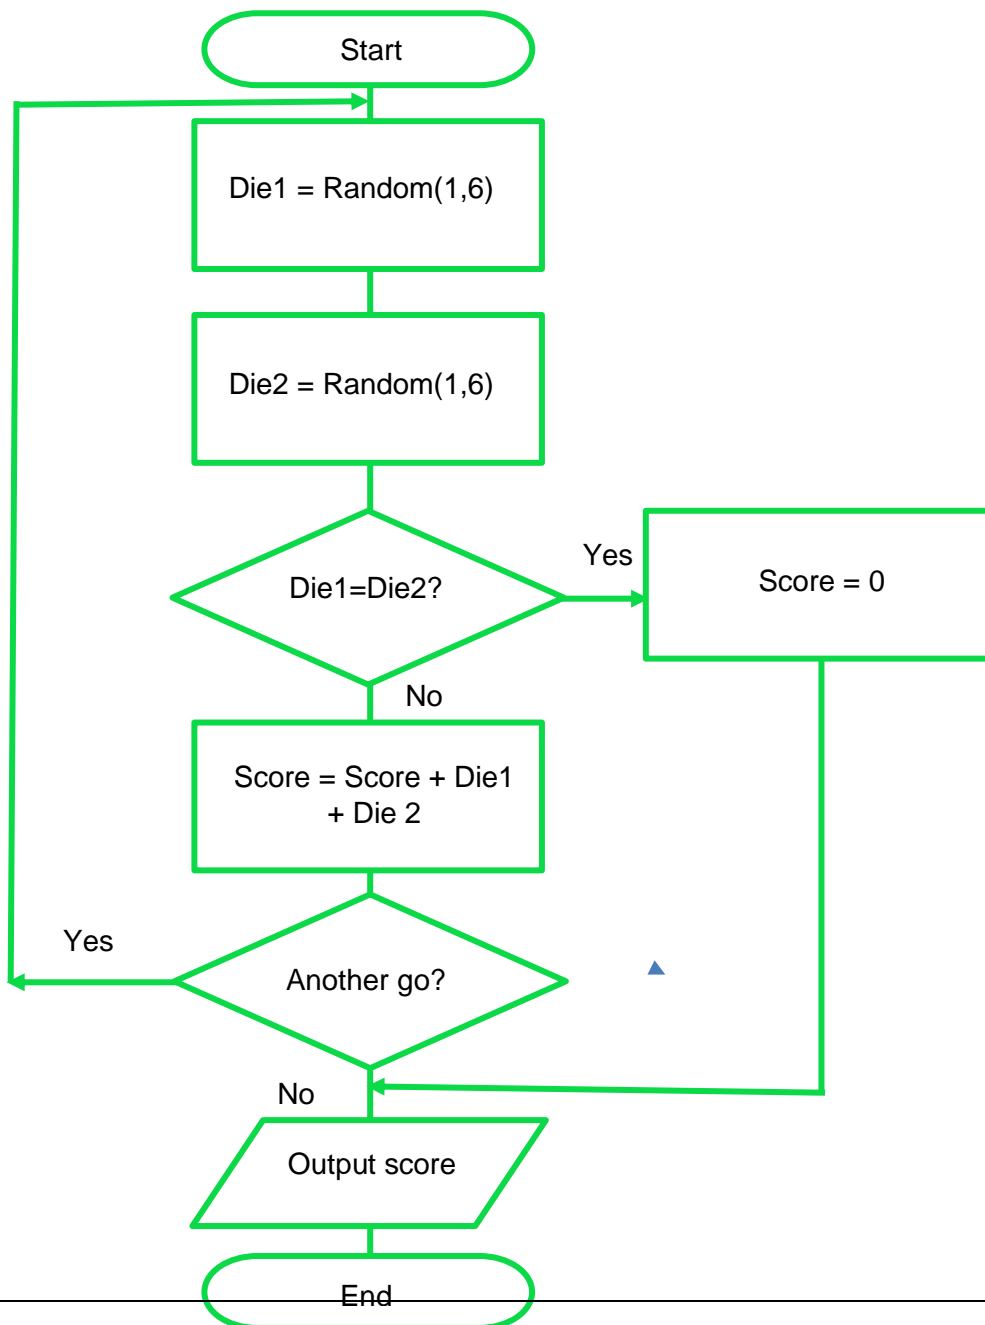 Start
Die1 = Random(1,6)
Die2 = Random(1,6)
Die1=Die2?
Yes
Score = 0
No
Score = Score + Die1
+ Die 2
Yes
Another go?
No
Output score
End